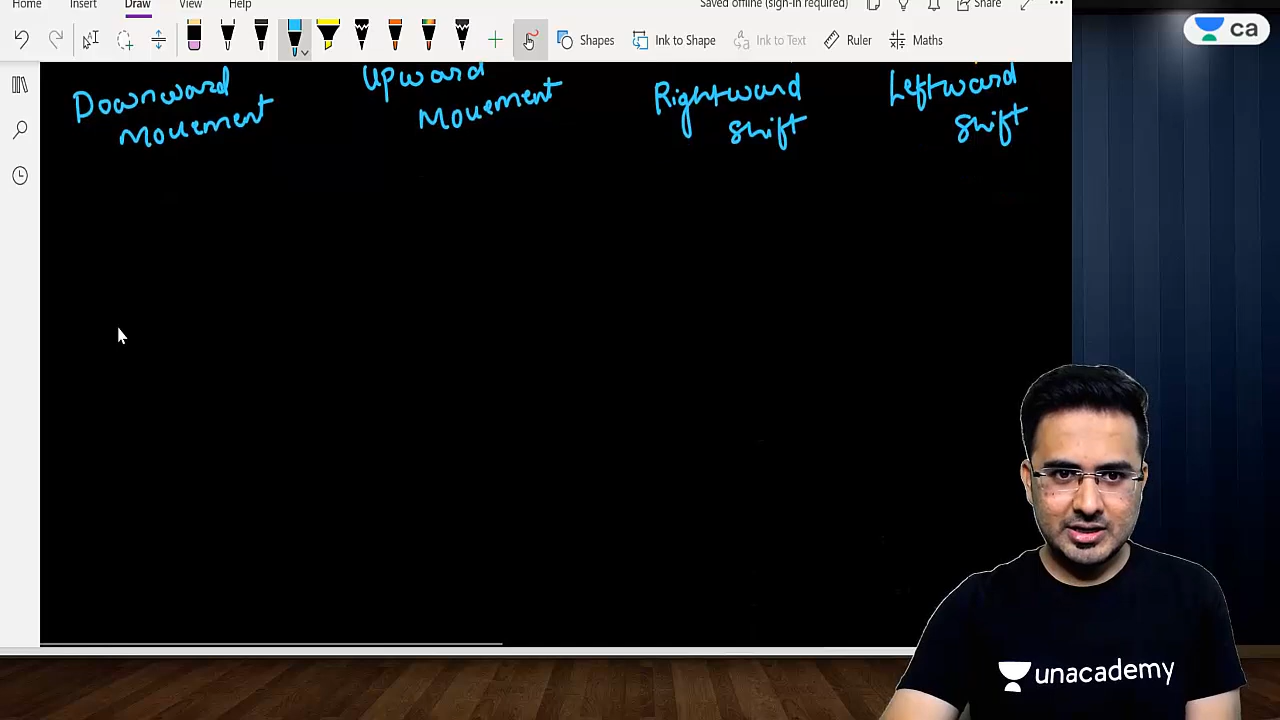 Home Insert Draw View Help Saved offline (sign-in required) Share
Shapes Ink to Shape Ink to Text Ruler Maths
ca
Downward
Movement
Upward
Movement
Rightward
Shift
Leftward
Shift
unacademy